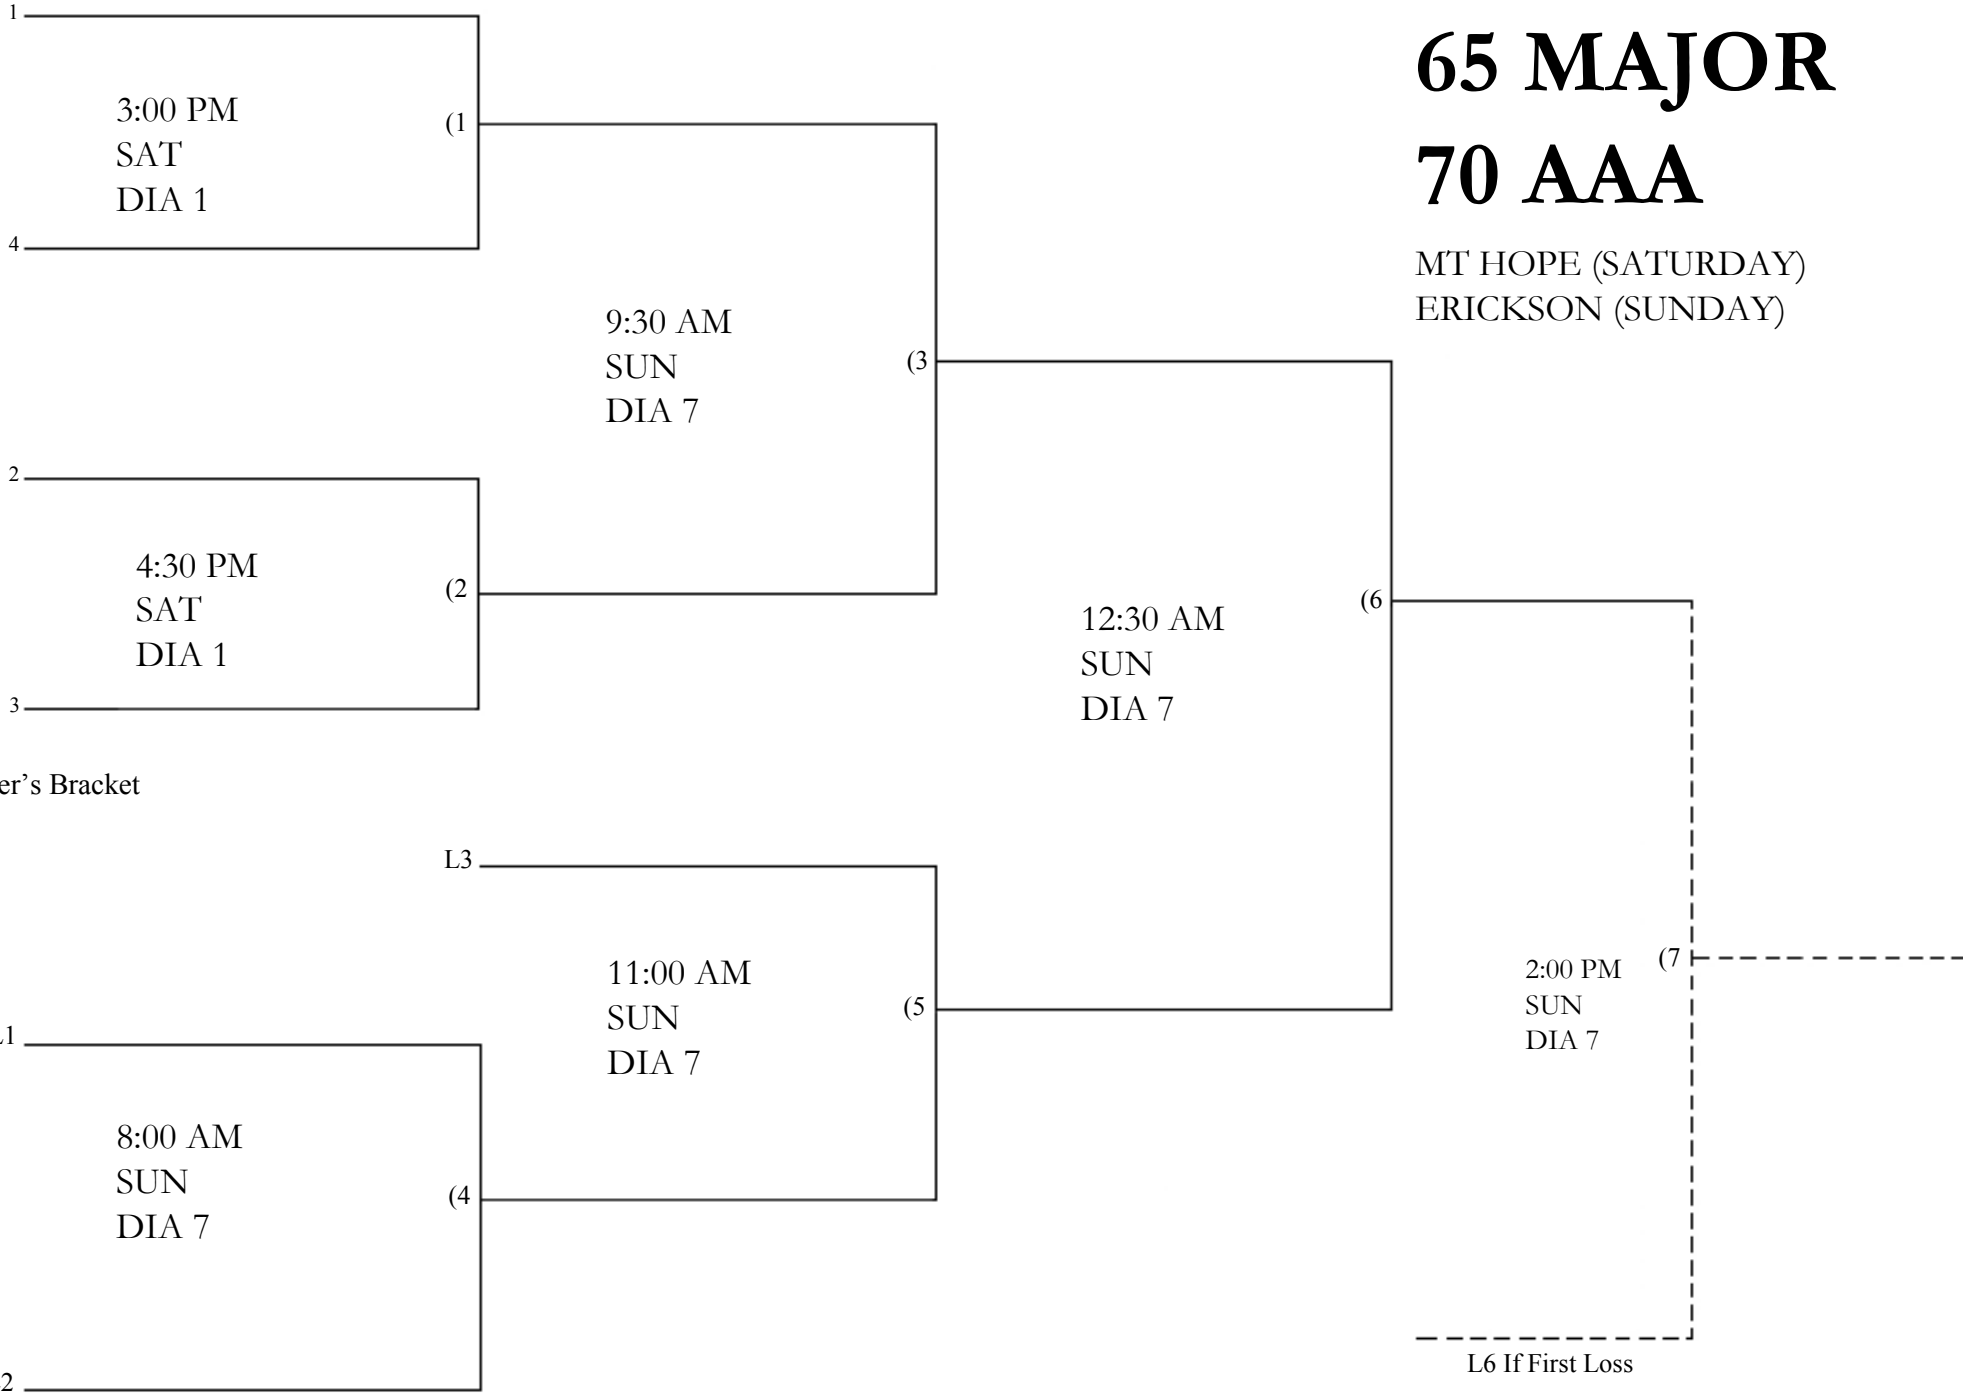 1
65 MAJOR
70 AAA
MT HOPE (SATURDAY)
ERICKSON (SUNDAY)
3:00 PM
SAT
DIA 1
(1
4
9:30 AM
SUN
DIA 7
(3
2
4:30 PM
SAT
DIA 1
(2
3
12:30 AM
SUN
DIA 7
(6
er's Bracket
L3
11:00 AM
SUN
DIA 7
(5
2:00 PM
SUN
DIA 7
(7
L1
8:00 AM
SUN
DIA 7
(4
L6 If First Loss
2